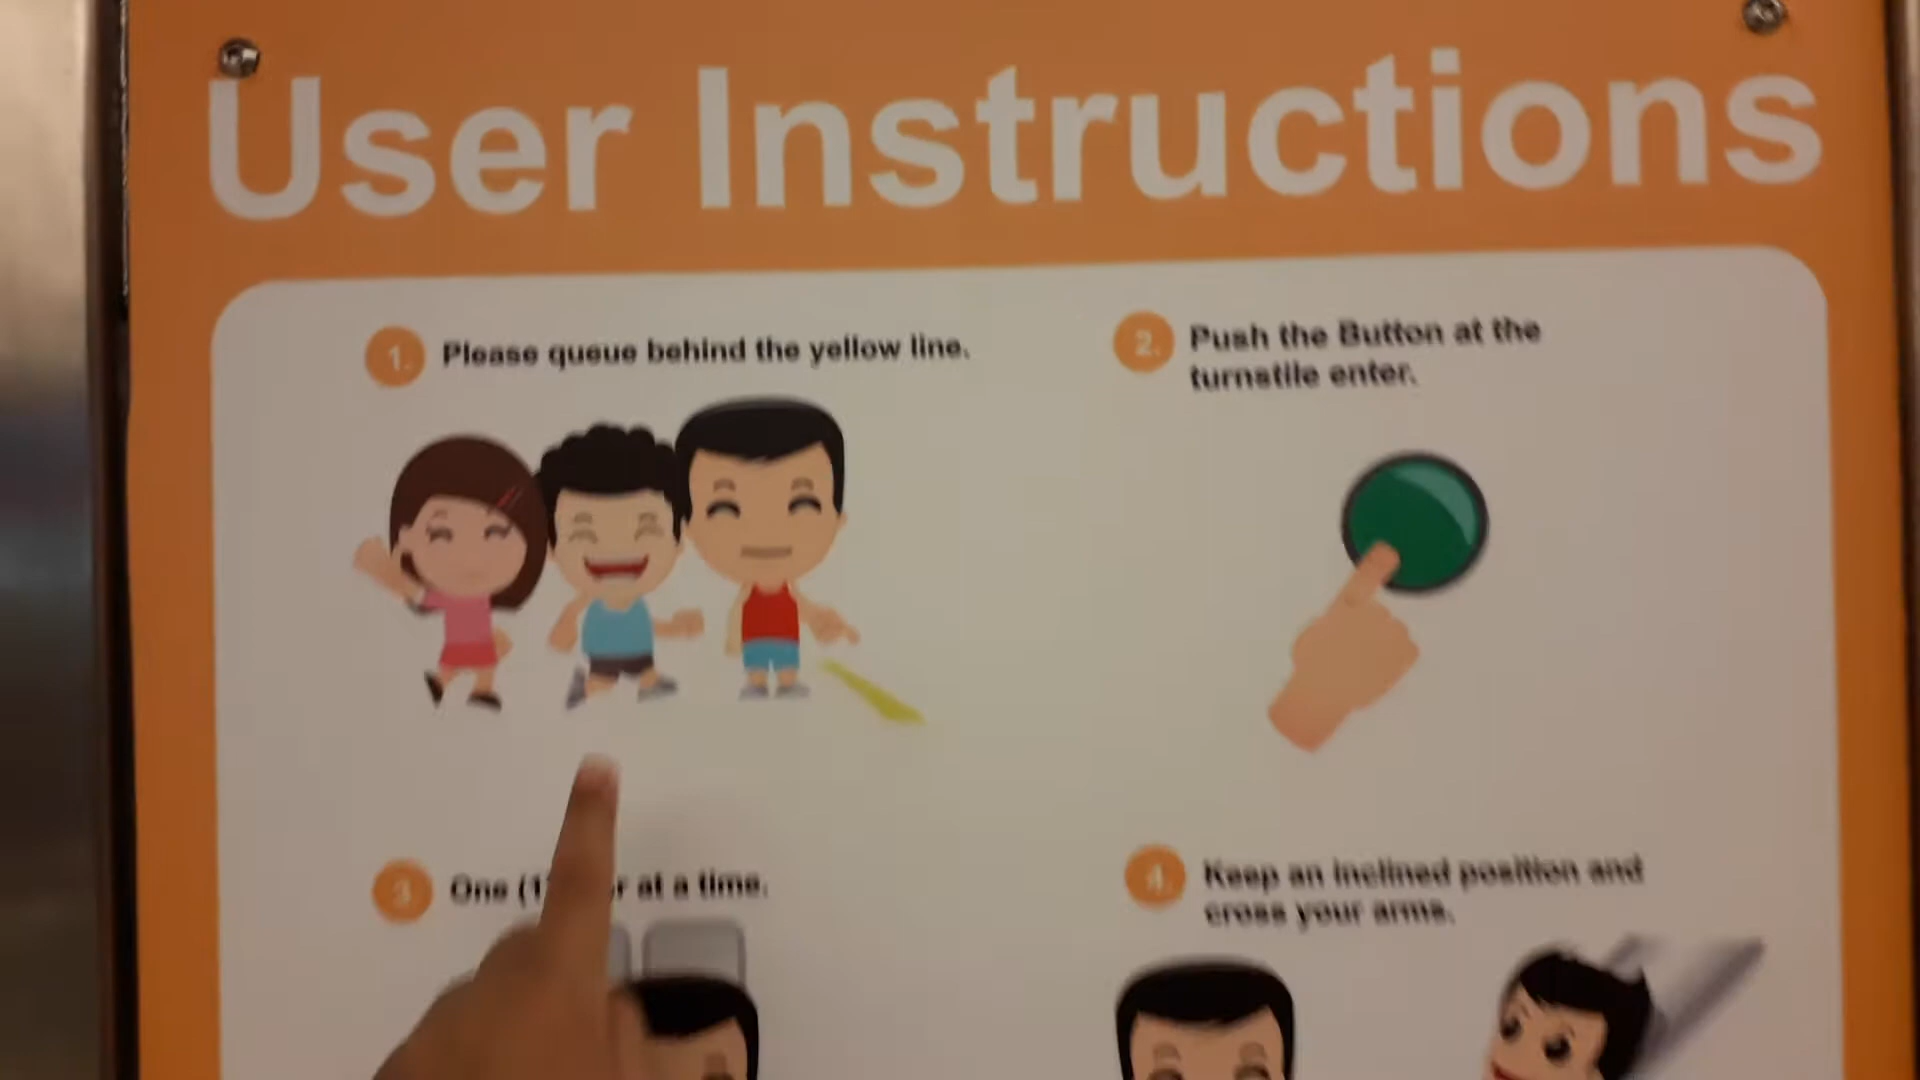 User Instructions
1. Please queue behind the yellow line.
2. Push the Button at the
turnstile enter.
3 One (1 r at a time.
4. Keep an inclined position and
cross your arms.